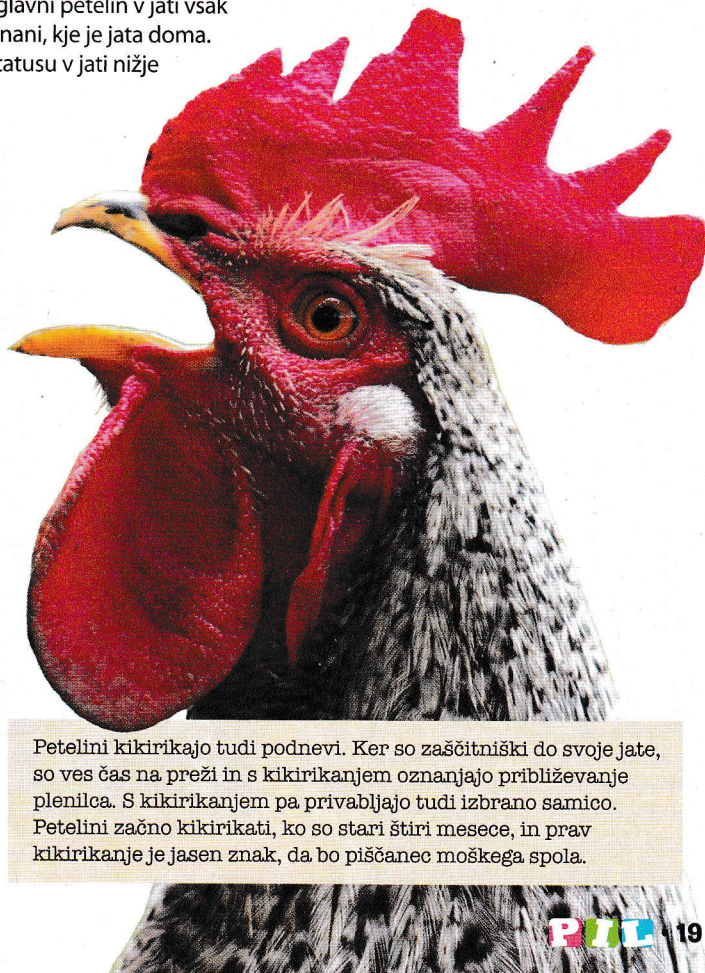 glavni petelin v jati vsak
nani, kje je jata doma.
tatusu v jati nižje
Petelini kikirikajo tudi podnevi. Ker so zaščitniški do svoje jate,
so ves čas na preži in s kikirikanjem oznanjajo približevanje
plenilca. S kikirikanjem pa privabljajo tudi izbrano samico.
Petelini začno kikirikati, ko so stari štiri mesece, in prav
kikirikanje je jasen znak, da bo piščanec moškega spola.
PIL 19